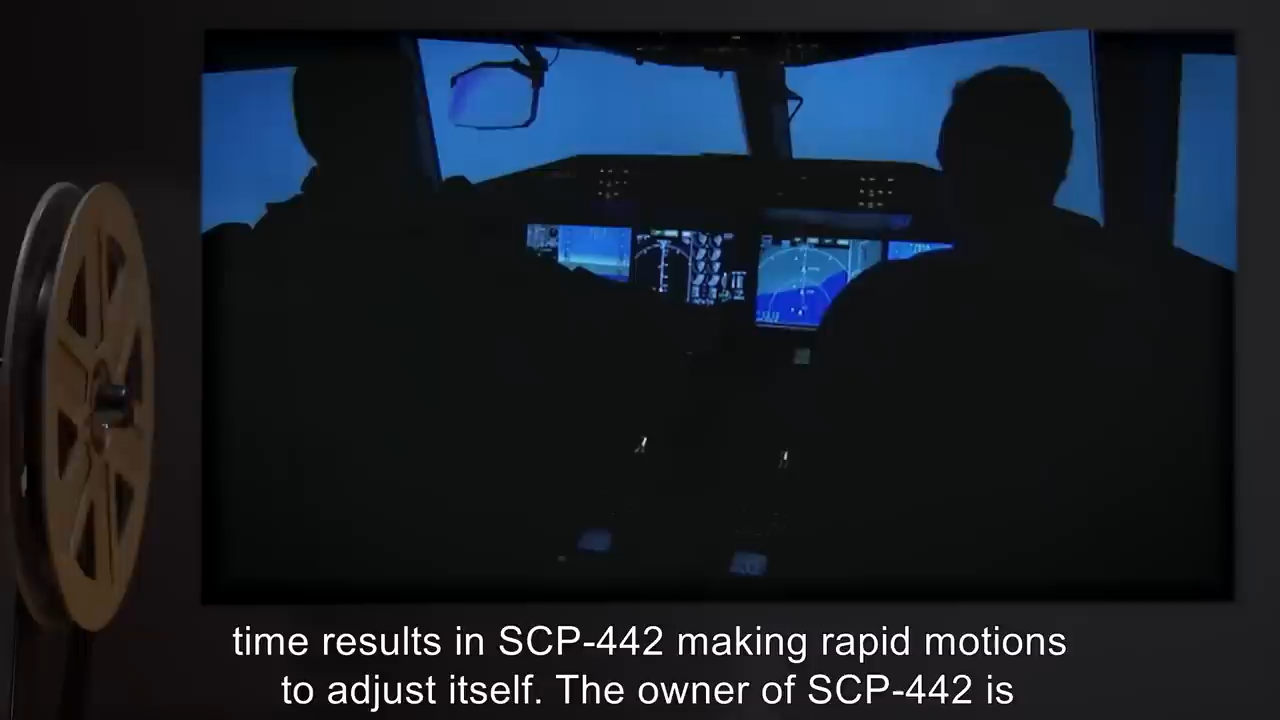 time results in SCP-442 making rapid motions
to adjust itself. The owner of SCP-442 is